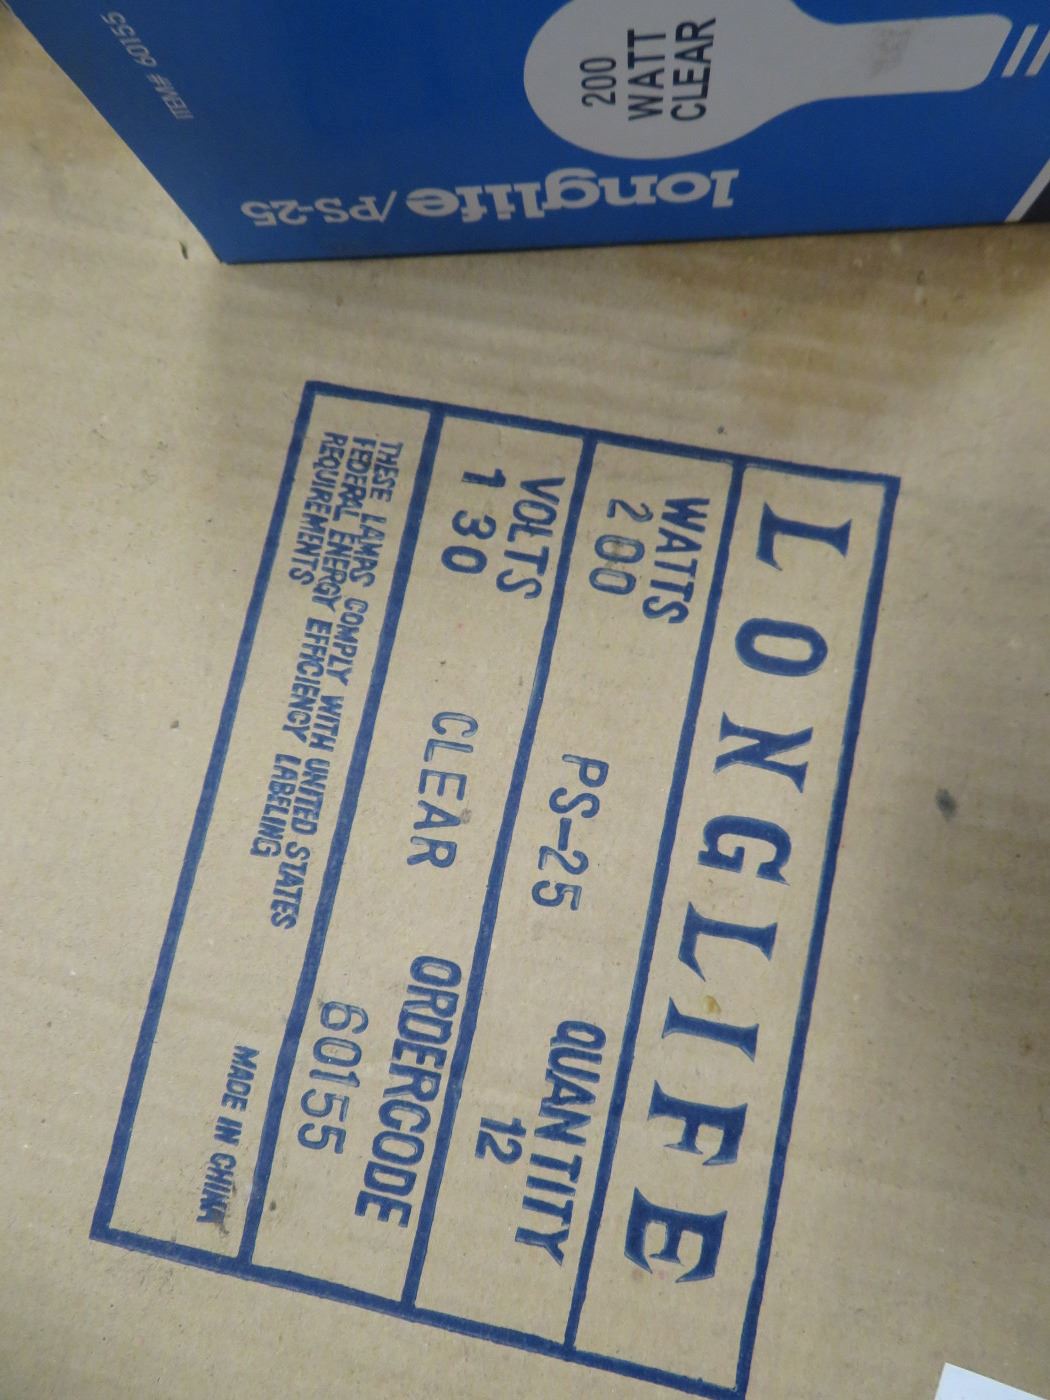 200
WATT
CLEAR
longlife/PS-25
ITEM# 60155
LONGLIFE
WATTS
200
PS-25
QUANTITY
12
VOLTS
130
CLEAR
ORDERCODE
60155
THESE LAMPS COMPLY WITH UNITED STATES
FEDERAL ENERGY EFFICIENCY LABELING
REQUIREMENTS
MADE IN CHINA